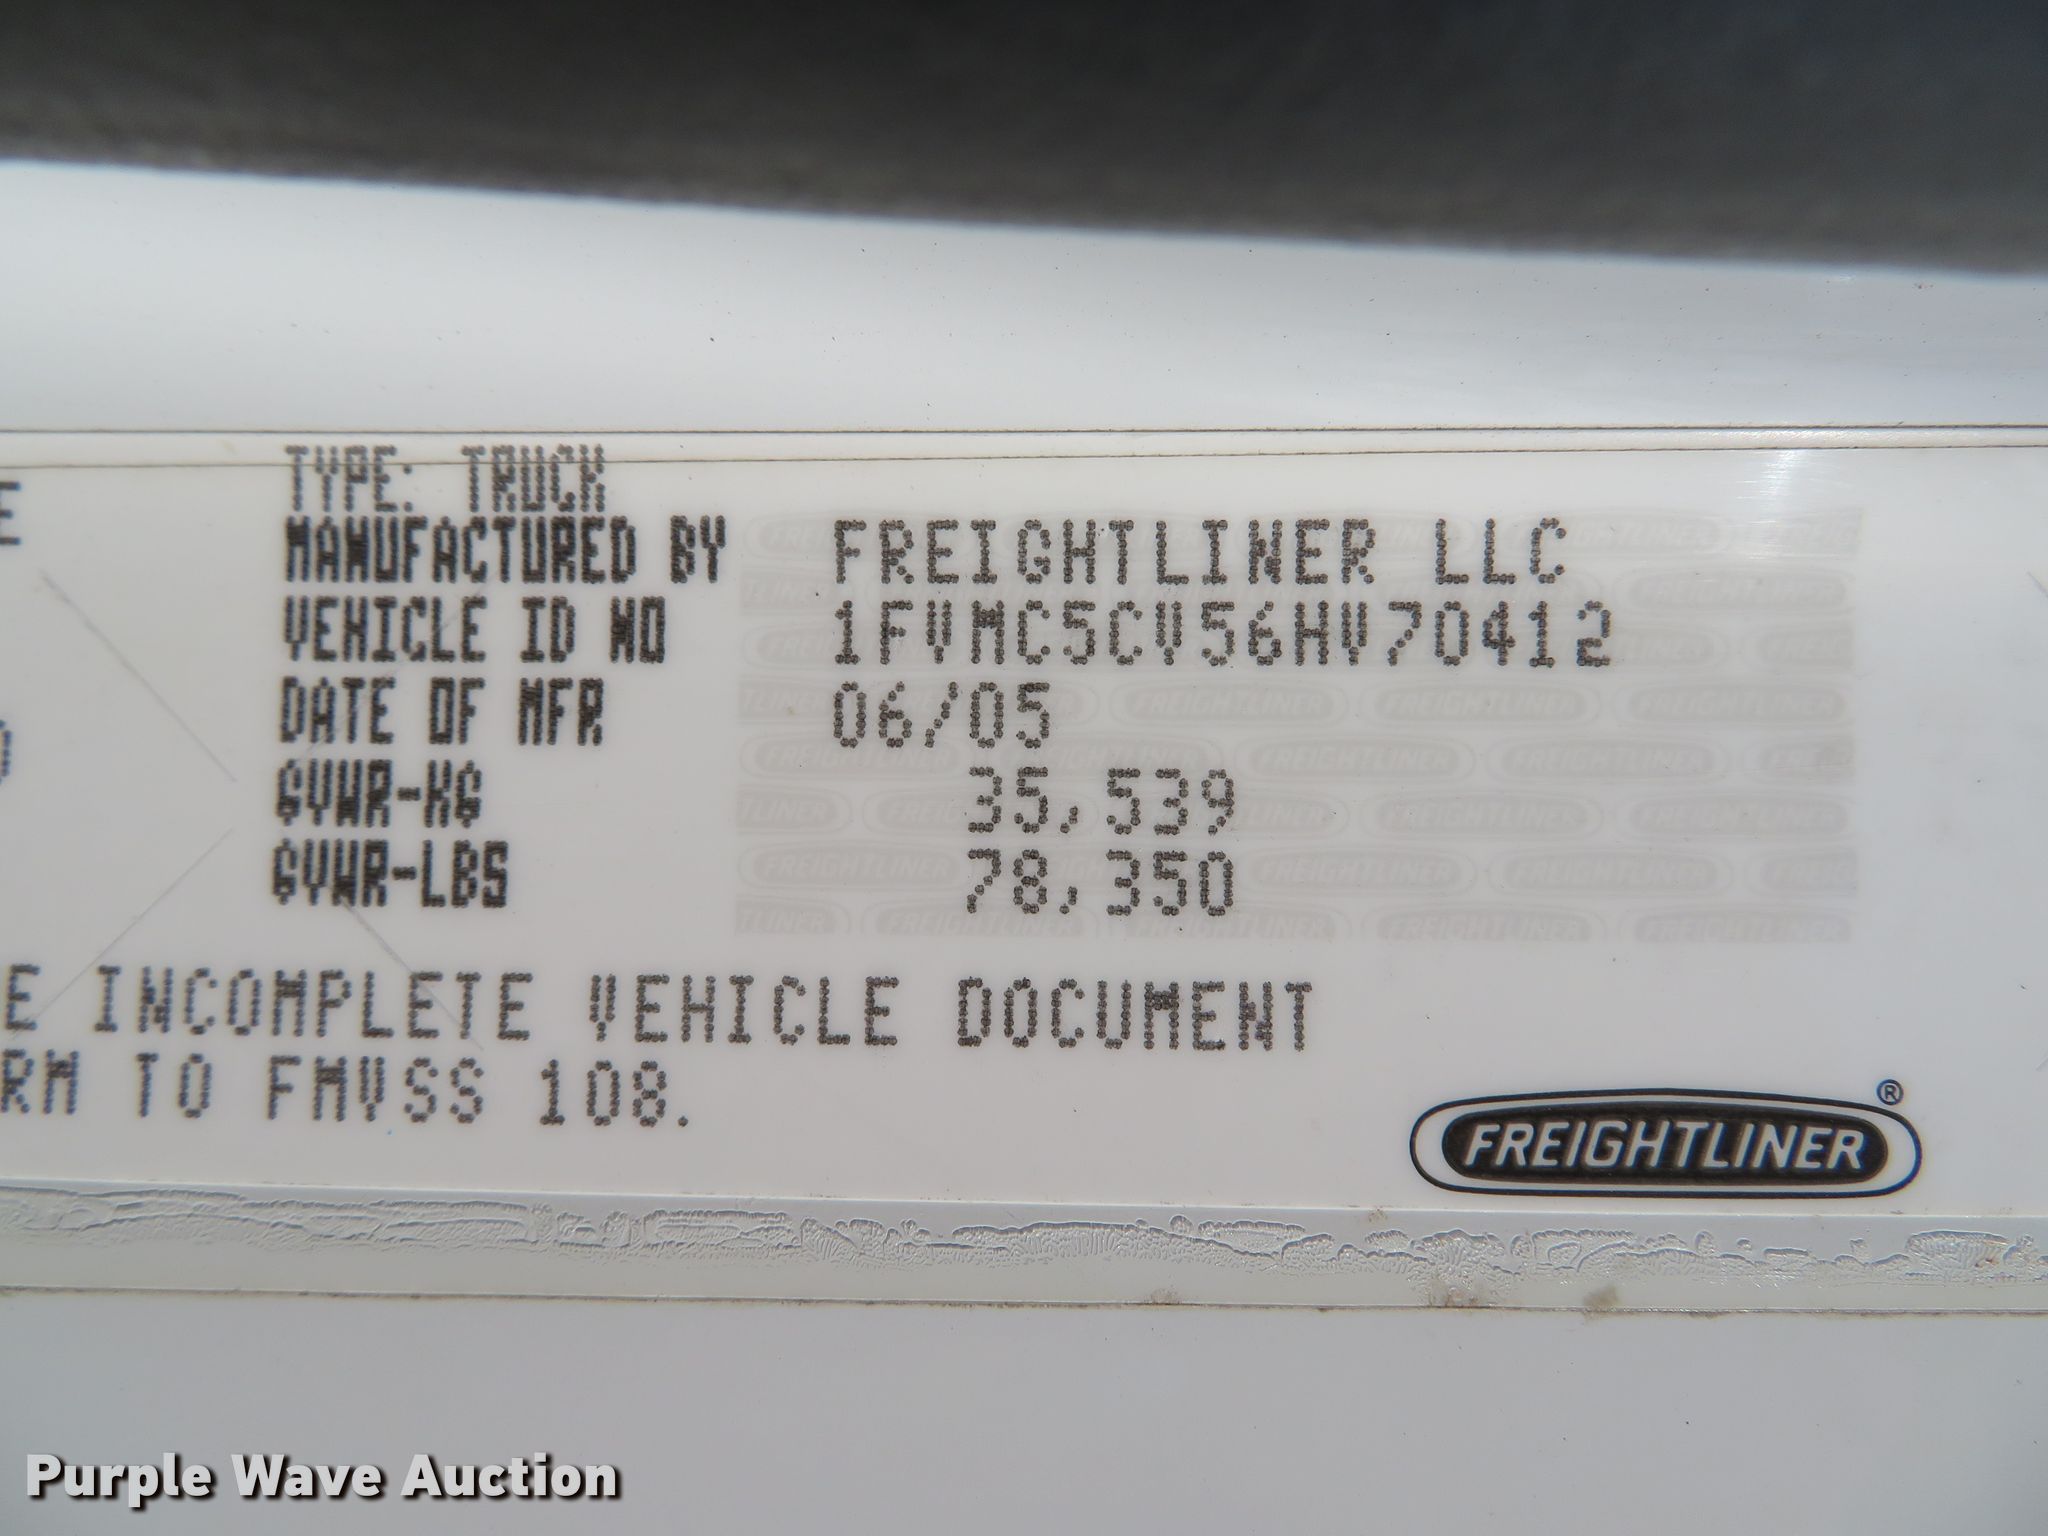 TYPE: TRUCK
MANUFACTURED BY FREIGHTLINER LLC
VEHICLE ID NO 1FVMC5CV56HV70412
DATE OF MFR 06/05
GVWR-KG 35,539
GVWR-LBS 78,350
E INCOMPLETE VEHICLE DOCUMENT
RM TO FMVSS 108.
FREIGHTLINER®
Purple Wave Auction